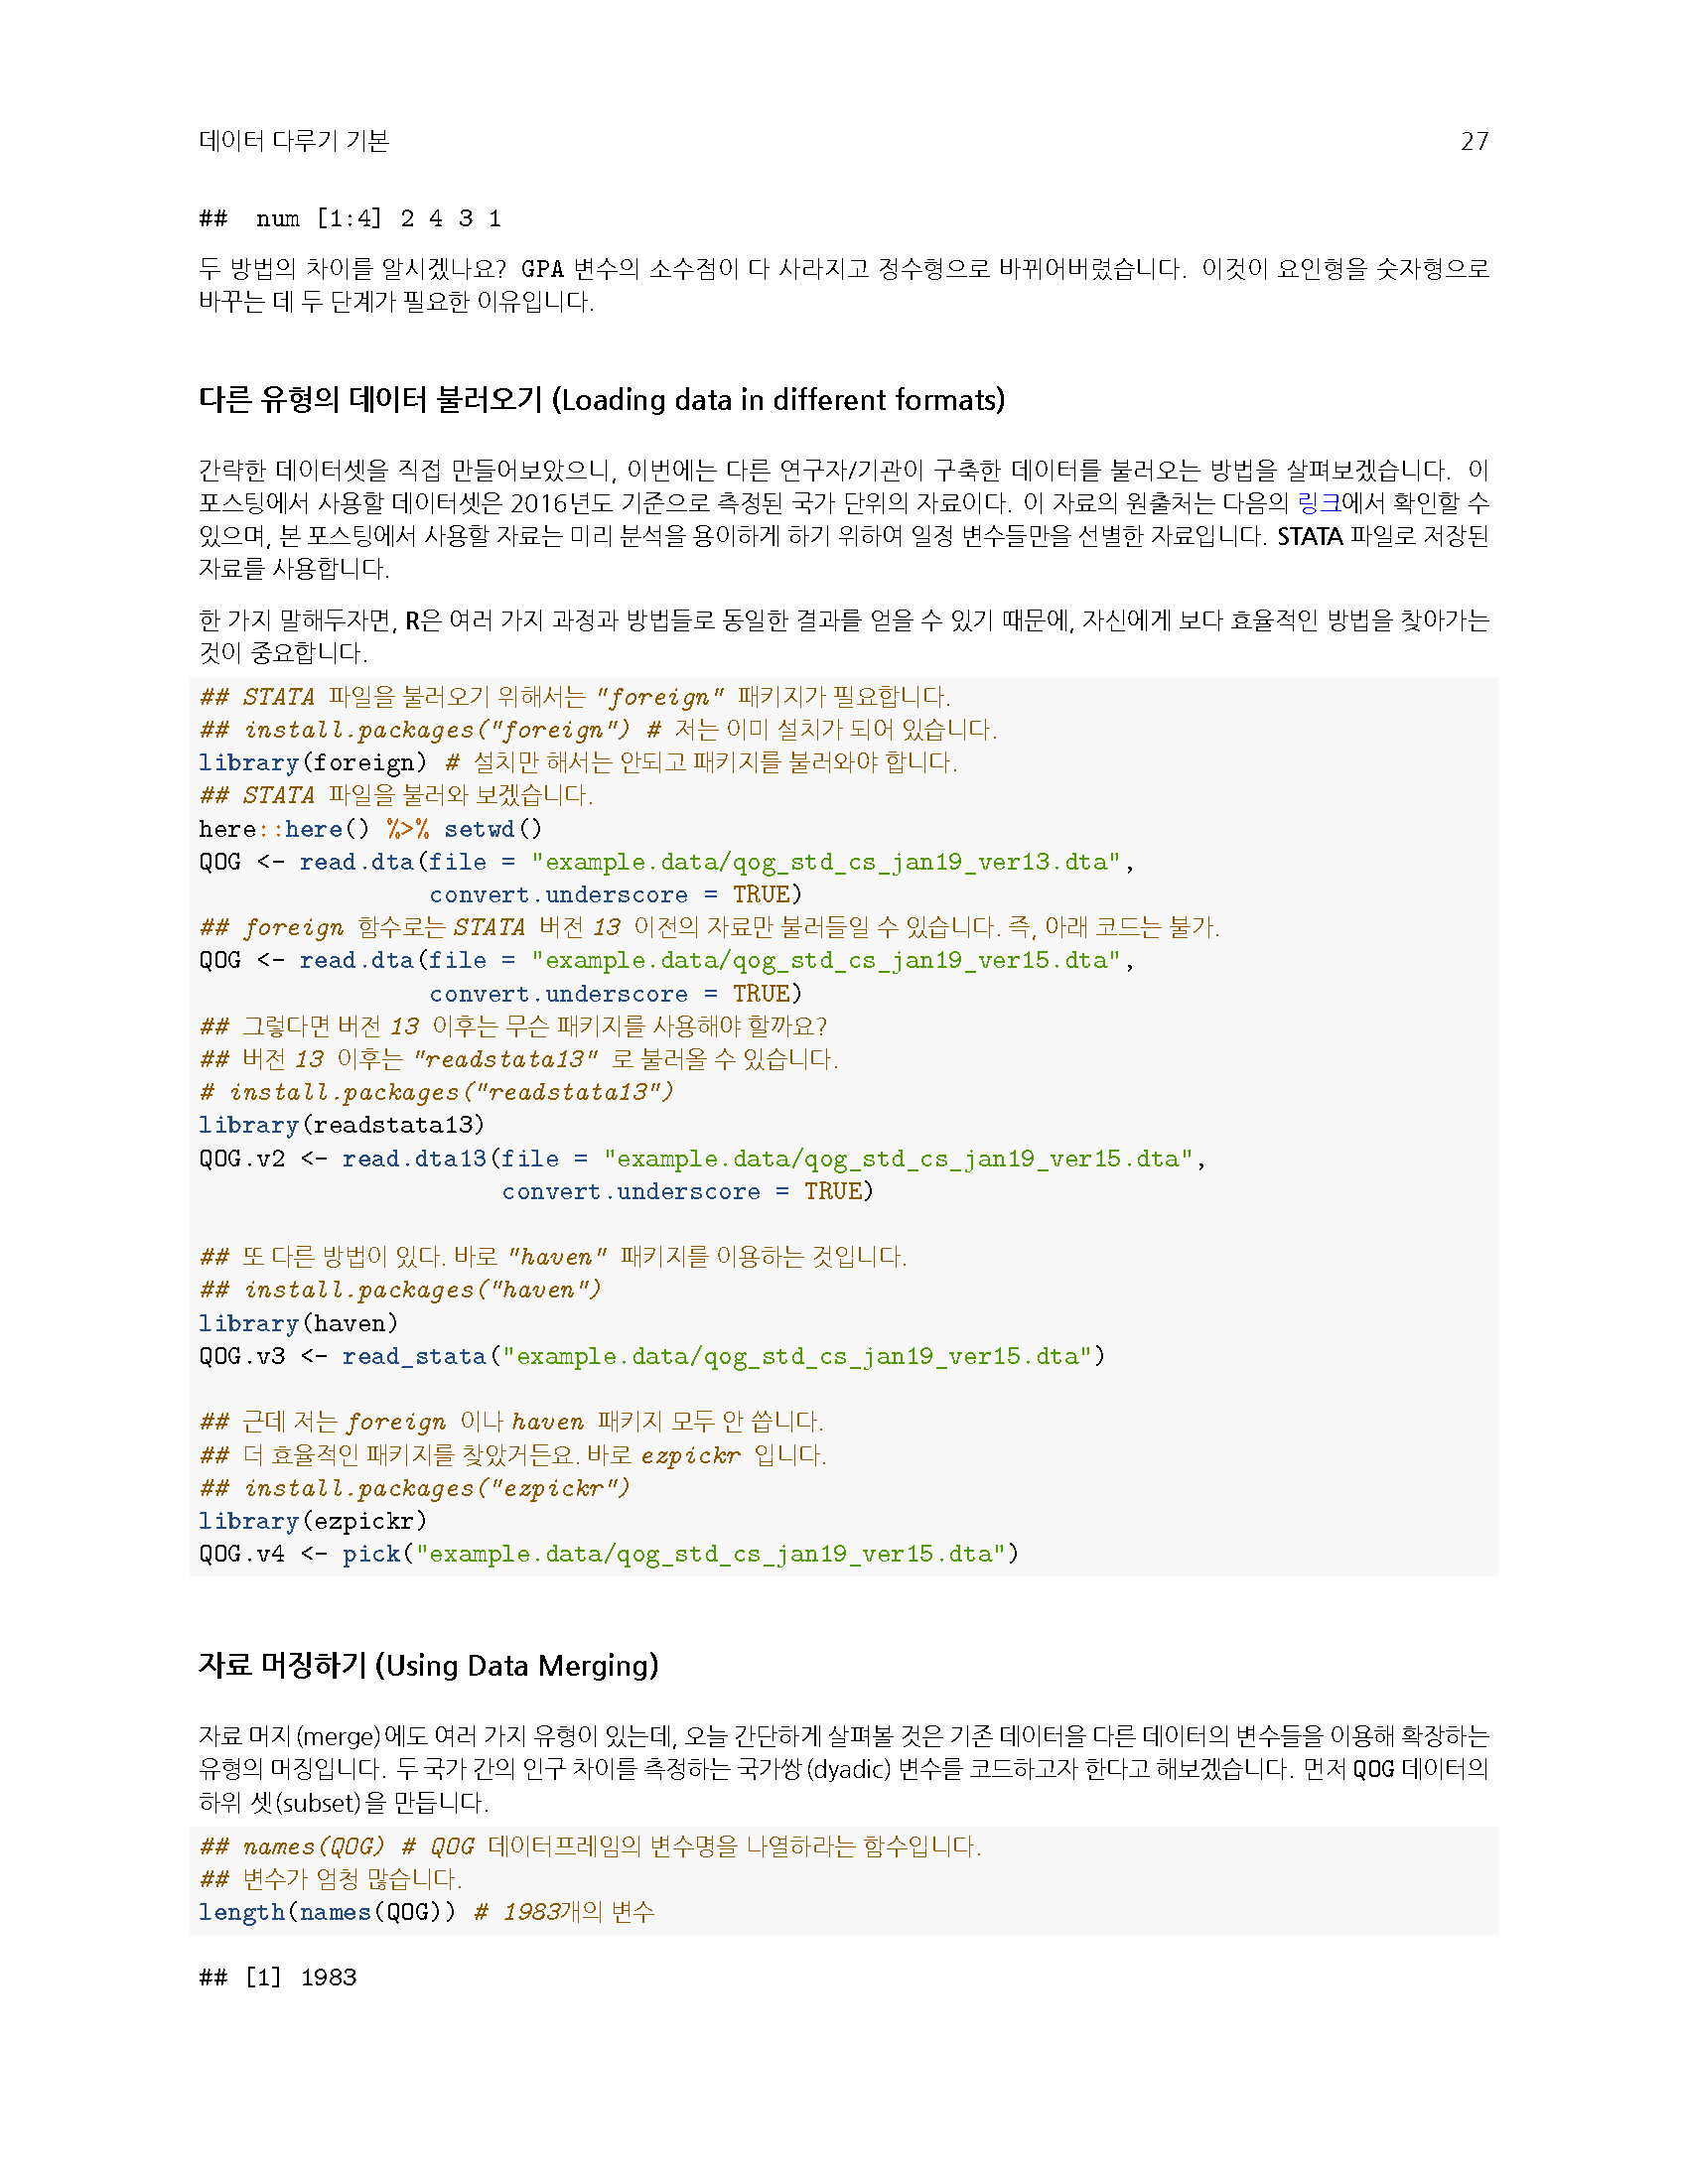 데이터 다루기 기본 27
##  num [1:4] 2 4 3 1
두 방법의 차이를 알시겠나요? GPA 변수의 소수점이 다 사라지고 정수형으로 바뀌어버렸습니다. 이것이 요인형을 숫자형으로
바꾸는 데 두 단계가 필요한 이유입니다.
다른 유형의 데이터 불러오기 (Loading data in different formats)
간략한 데이터셋을 직접 만들어보았으니, 이번에는 다른 연구자/기관이 구축한 데이터를 불러오는 방법을 살펴보겠습니다. 이
포스팅에서 사용할 데이터셋은 2016년도 기준으로 측정된 국가 단위의 자료이다. 이 자료의 원출처는 다음의 링크에서 확인할 수
있으며, 본 포스팅에서 사용할 자료는 미리 분석을 용이하게 하기 위하여 일정 변수들만을 선별한 자료입니다. STATA 파일로 저장된
자료를 사용합니다.
한 가지 말해두자면, R은 여러 가지 과정과 방법들로 동일한 결과를 얻을 수 있기 때문에, 자신에게 보다 효율적인 방법을 찾아가는
것이 중요합니다.
## STATA 파일을 불러오기 위해서는 "foreign" 패키지가 필요합니다.
## install.packages("foreign") # 저는 이미 설치가 되어 있습니다.
library(foreign) # 설치만 해서는 안되고 패키지를 불러와야 합니다.
## STATA 파일을 불러와 보겠습니다.
here::here() %>% setwd()
QOG <- read.dta(file = "example.data/qog_std_cs_jan19_ver13.dta",
                convert.underscore = TRUE)
## foreign 함수로는 STATA 버전 13 이전의 자료만 불러들일 수 있습니다. 즉, 아래 코드는 불가.
QOG <- read.dta(file = "example.data/qog_std_cs_jan19_ver15.dta",
                convert.underscore = TRUE)
## 그렇다면 버전 13 이후는 무슨 패키지를 사용해야 할까요?
## 버전 13 이후는 "readstata13" 로 불러올 수 있습니다.
# install.packages("readstata13")
library(readstata13)
QOG.v2 <- read.dta13(file = "example.data/qog_std_cs_jan19_ver15.dta",
                     convert.underscore = TRUE)
## 또 다른 방법이 있다. 바로 "haven" 패키지를 이용하는 것입니다.
## install.packages("haven")
library(haven)
QOG.v3 <- read_stata("example.data/qog_std_cs_jan19_ver15.dta")
## 근데 저는 foreign 이나 haven 패키지 모두 안 씁니다.
## 더 효율적인 패키지를 찾았거든요. 바로 ezpickr 입니다.
## install.packages("ezpickr")
library(ezpickr)
QOG.v4 <- pick("example.data/qog_std_cs_jan19_ver15.dta")
자료 머징하기 (Using Data Merging)
자료 머지(merge)에도 여러 가지 유형이 있는데, 오늘 간단하게 살펴볼 것은 기존 데이터을 다른 데이터의 변수들을 이용해 확장하는
유형의 머징입니다. 두 국가 간의 인구 차이를 측정하는 국가쌍(dyadic) 변수를 코드하고자 한다고 해보겠습니다. 먼저 QOG 데이터의
하위 셋(subset)을 만듭니다.
## names(QOG) # QOG 데이터프레임의 변수명을 나열하라는 함수입니다.
## 변수가 엄청 많습니다.
length(names(QOG)) # 1983개의 변수
## [1] 1983